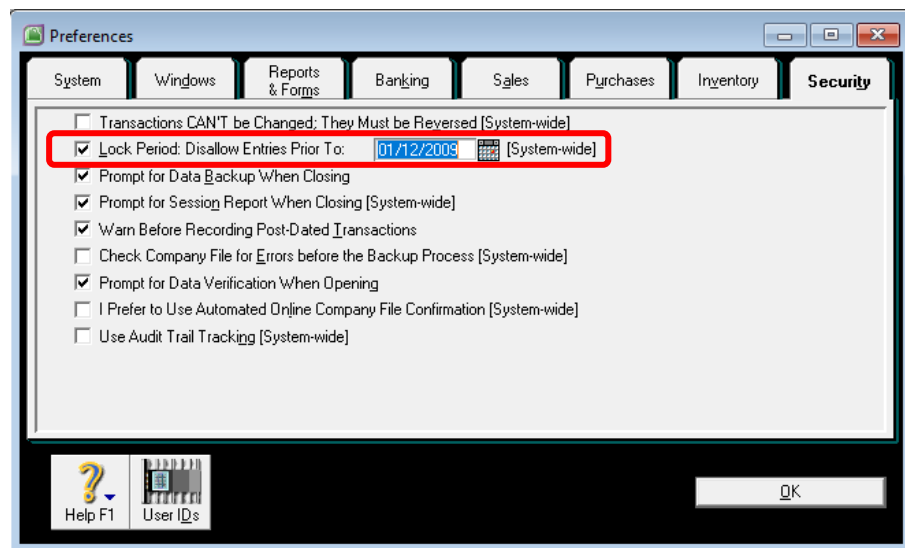 Preferences
System Windows Reports & Forms Banking Sales Purchases Inventory Security
Transactions CAN'T be Changed; They Must be Reversed [System-wide]
Lock Period: Disallow Entries Prior To: 01/12/2009 [System-wide]
Prompt for Data Backup When Closing
Prompt for Session Report When Closing [System-wide]
Warn Before Recording Post-Dated Transactions
Check Company File for Errors before the Backup Process [System-wide]
Prompt for Data Verification When Opening
I Prefer to Use Automated Online Company File Confirmation [System-wide]
Use Audit Trail Tracking [System-wide]
Help F1 User IDs OK